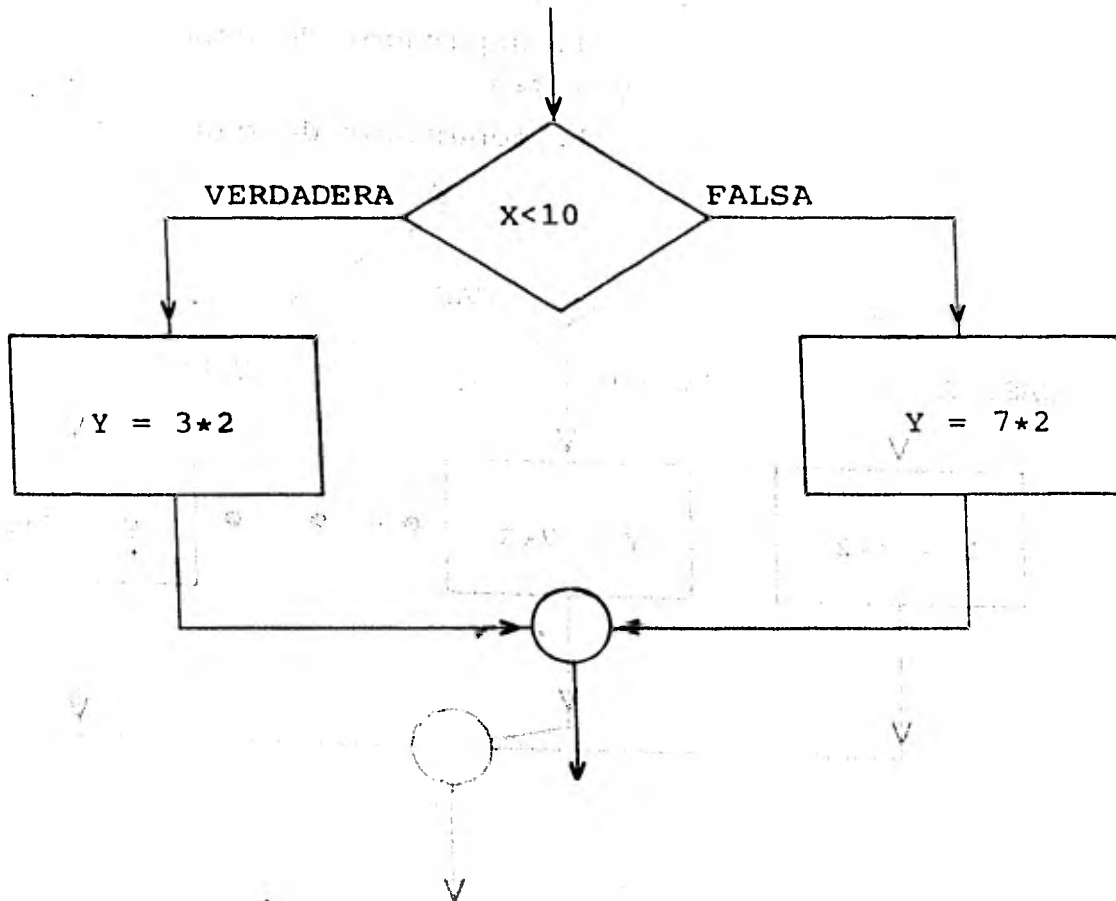 VERDADERA
X<10
FALSA
Y = 3*2
Y = 7*2